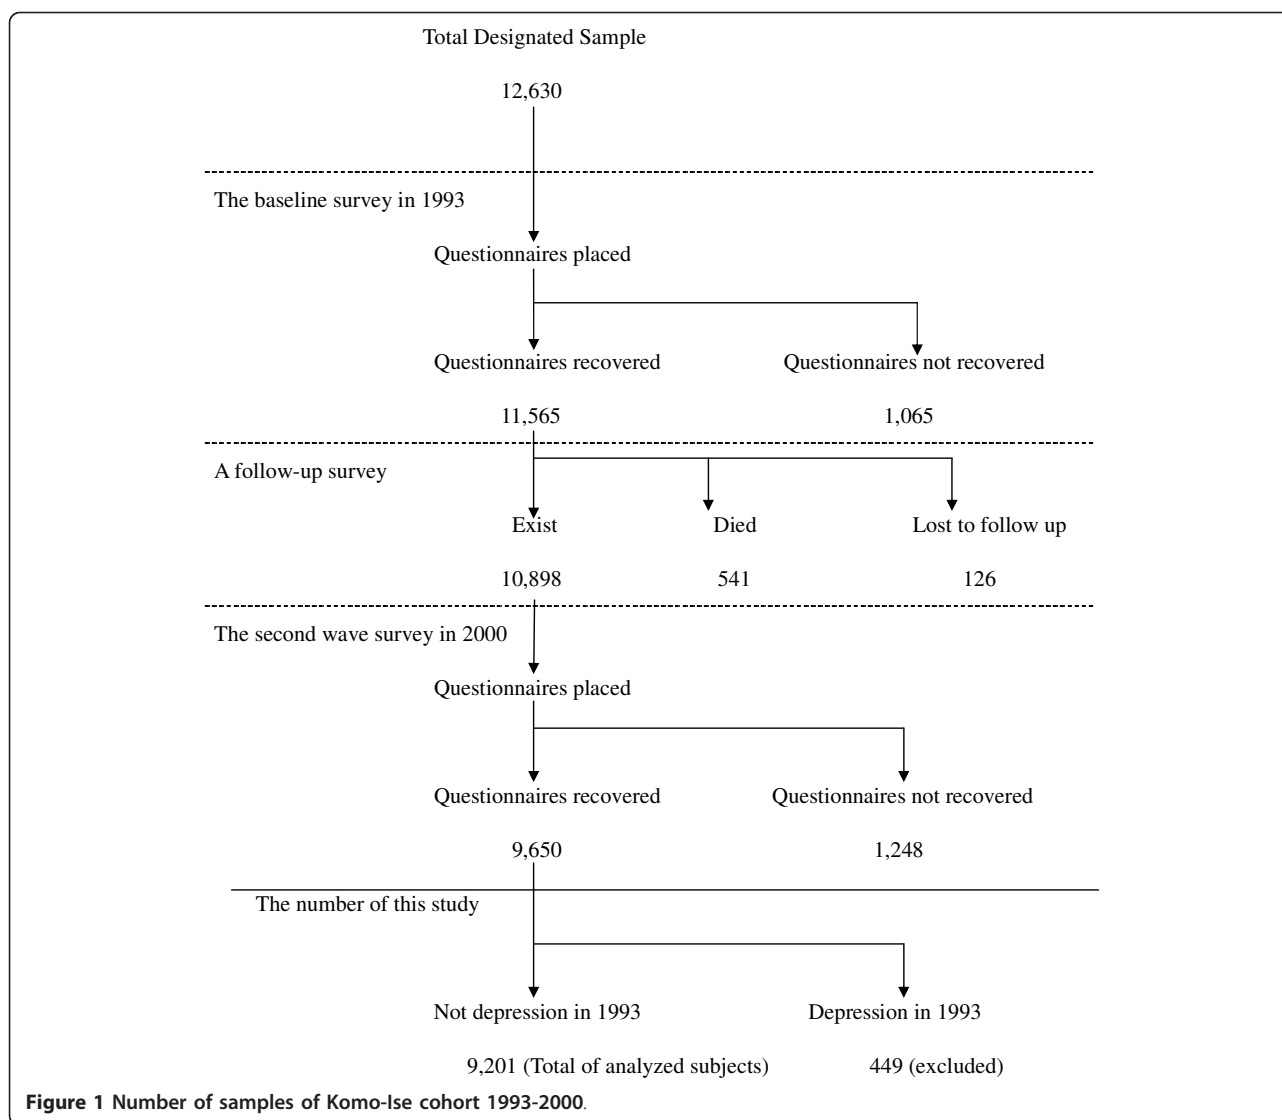 Total Designated Sample
12,630
The baseline survey in 1993
Questionnaires placed
Questionnaires recovered Questionnaires not recovered
11,565 1,065
A follow-up survey
Exist Died Lost to follow up
10,898 541 126
The second wave survey in 2000
Questionnaires placed
Questionnaires recovered Questionnaires not recovered
9,650 1,248
The number of this study
Not depression in 1993 Depression in 1993
9,201 (Total of analyzed subjects) 449 (excluded)
Figure 1 Number of samples of Komo-Ise cohort 1993-2000.